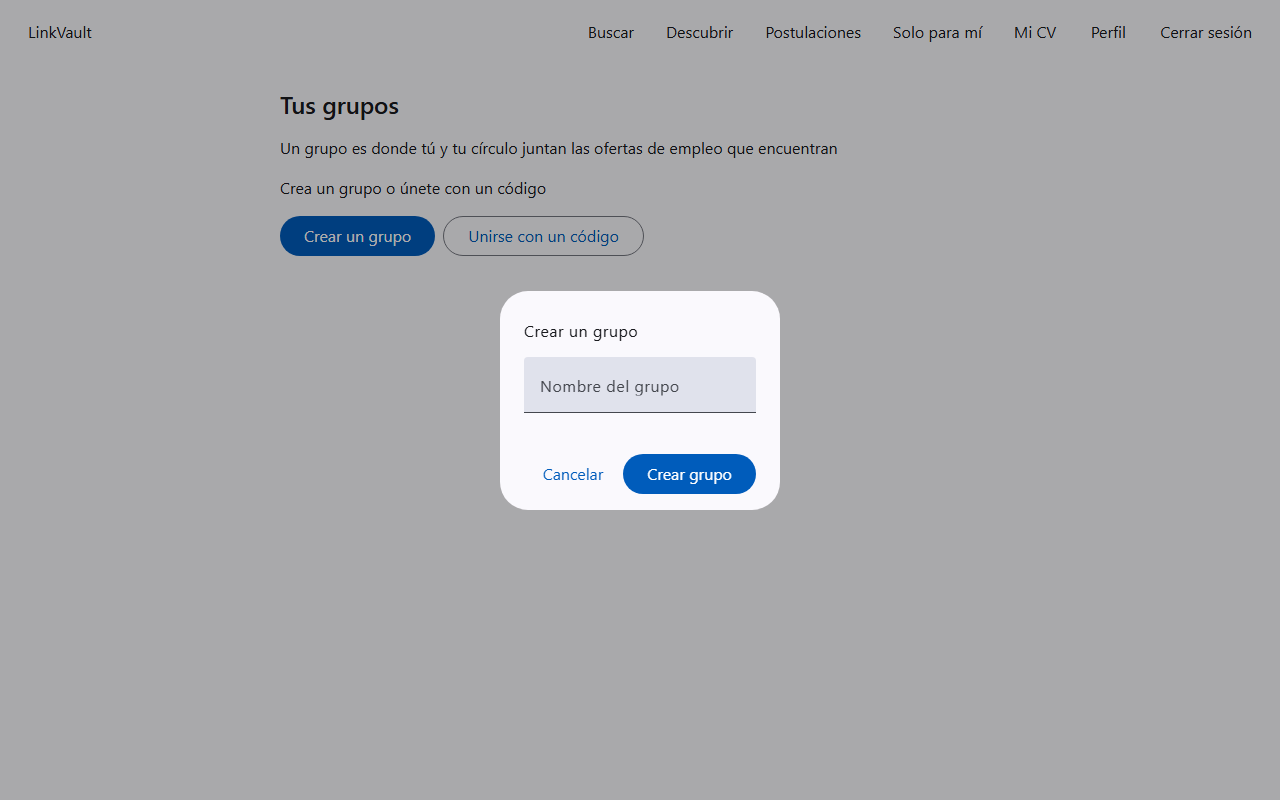 LinkVault
Buscar
Descubrir
Postulaciones
Solo para mí
Mi CV
Perfil
Cerrar sesión
Tus grupos
Un grupo es donde tú y tu círculo juntan las ofertas de empleo que encuentran
Crea un grupo o únete con un código
Crear un grupo
Unirse con un código
Crear un grupo
Nombre del grupo
Cancelar
Crear grupo